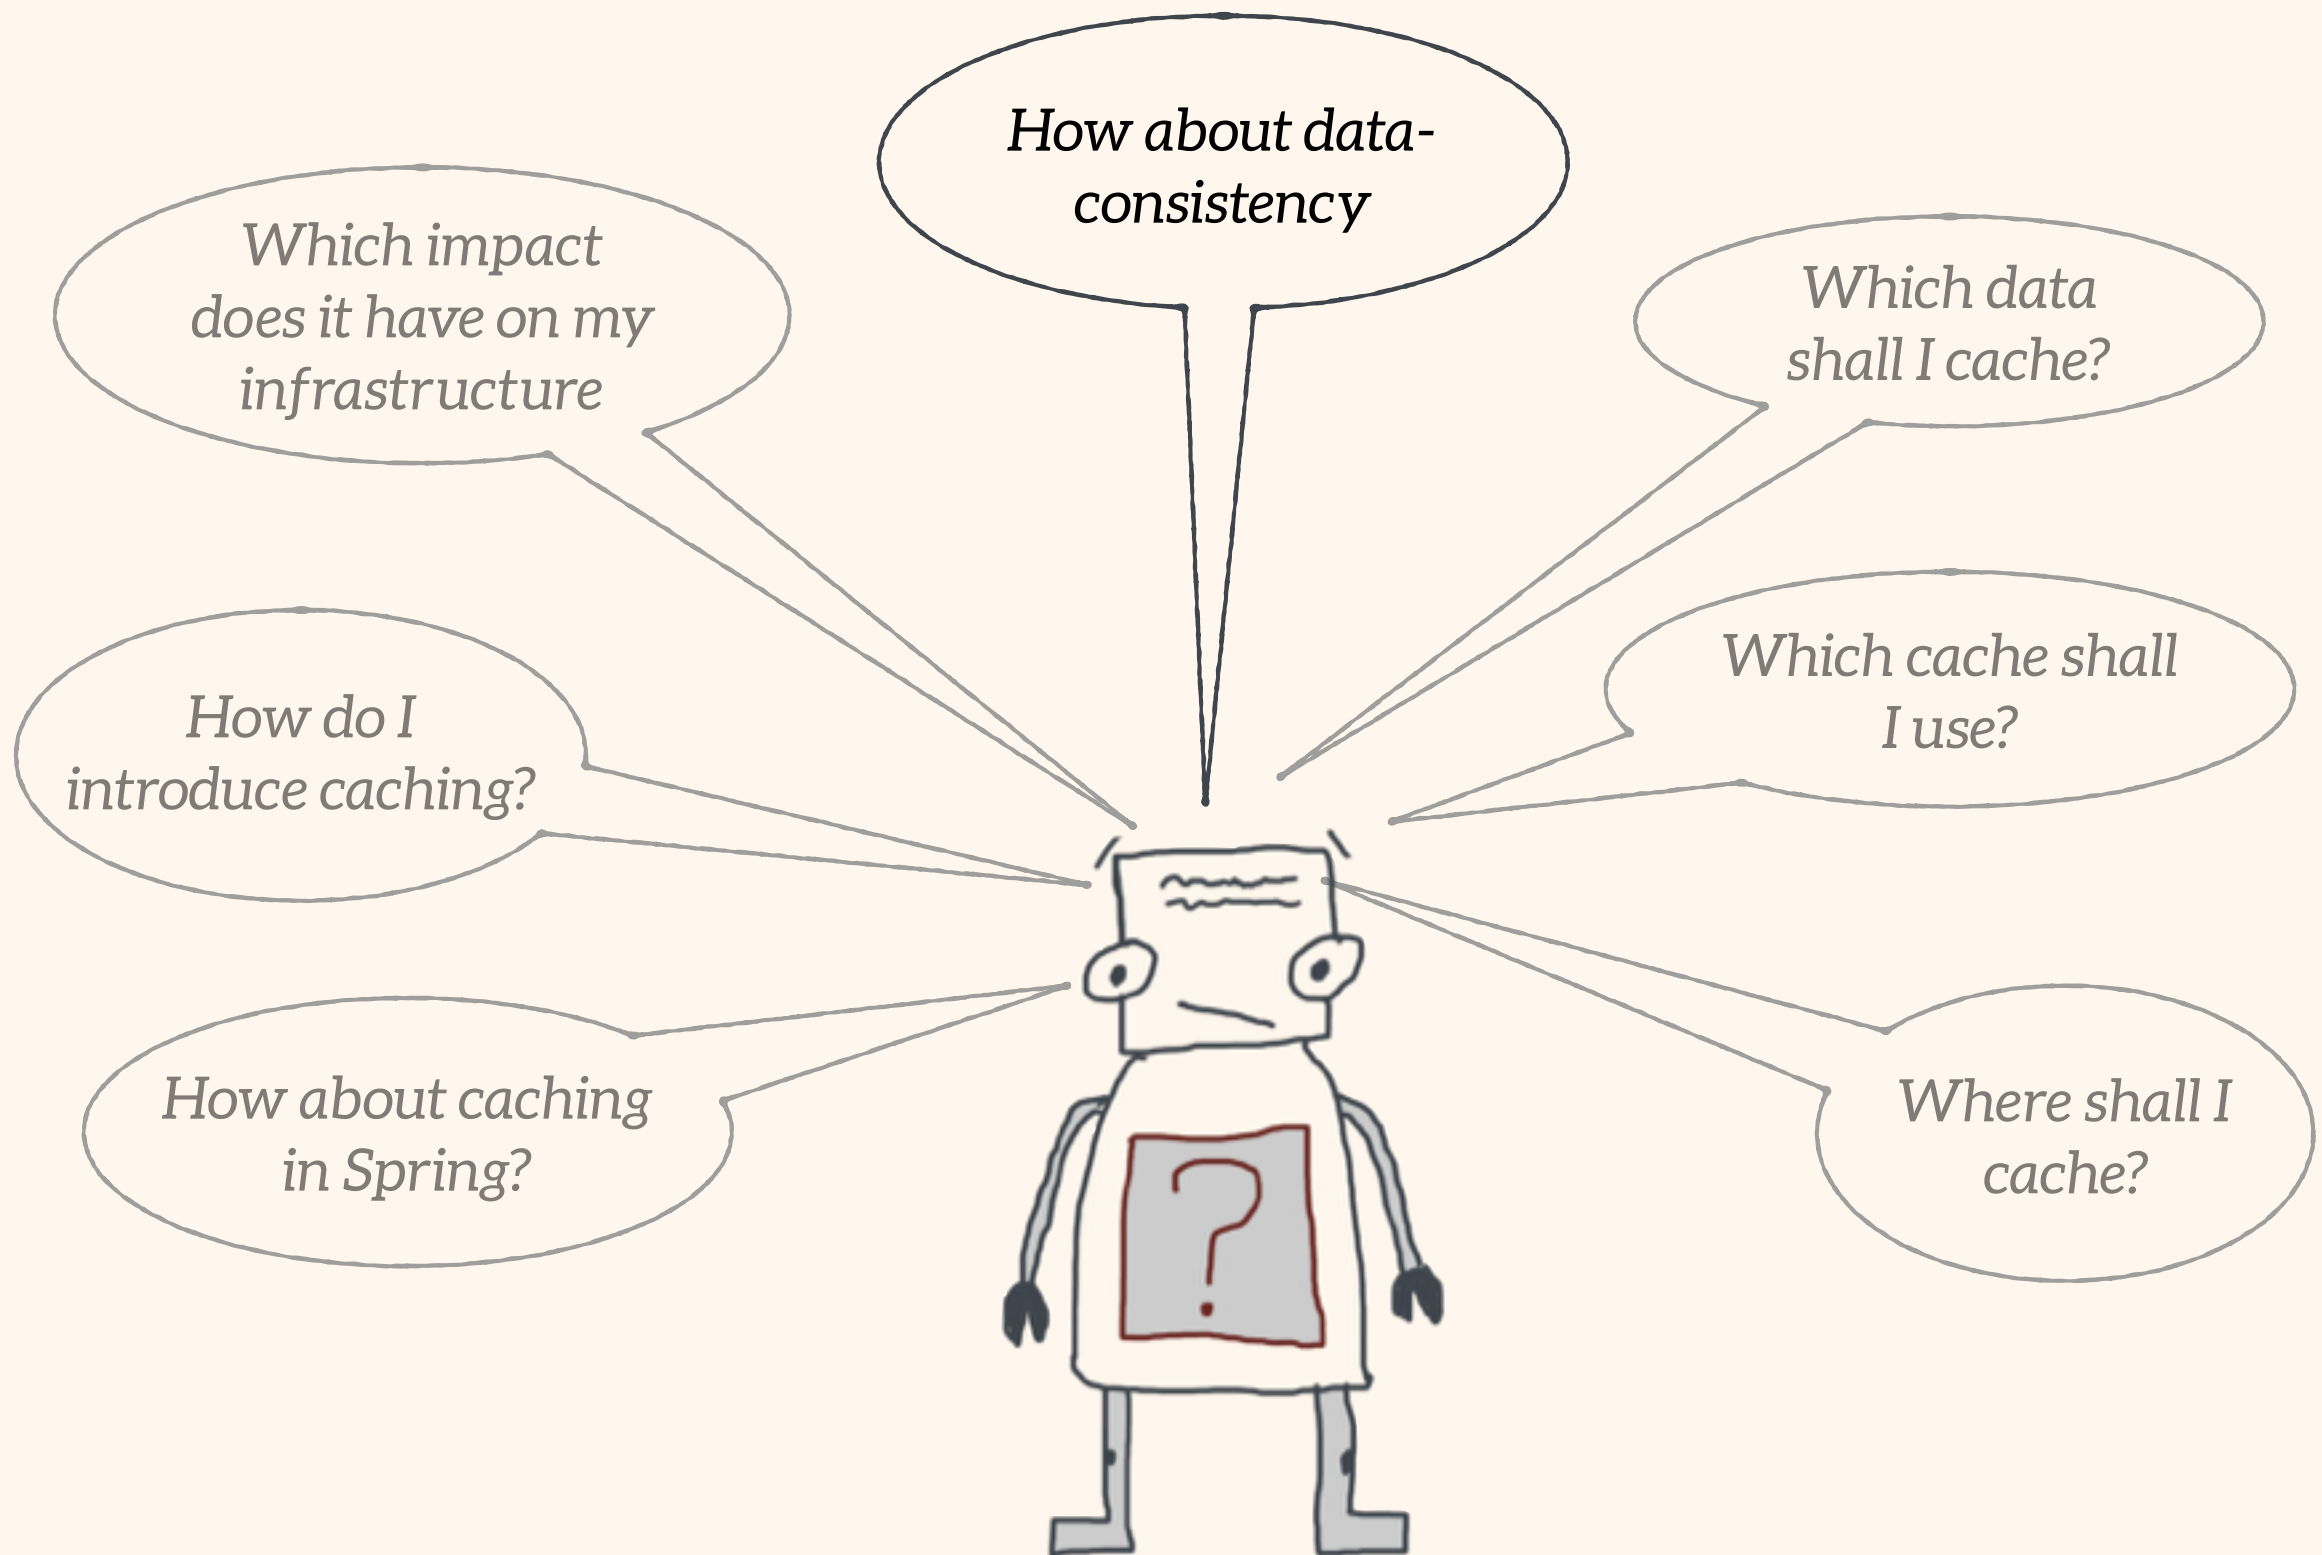 How about data-
consistency
Which impact
does it have on my
infrastructure
Which data
shall I cache?
How do I
introduce caching?
Which cache shall
I use?
How about caching
in Spring?
Where shall I
cache?
?